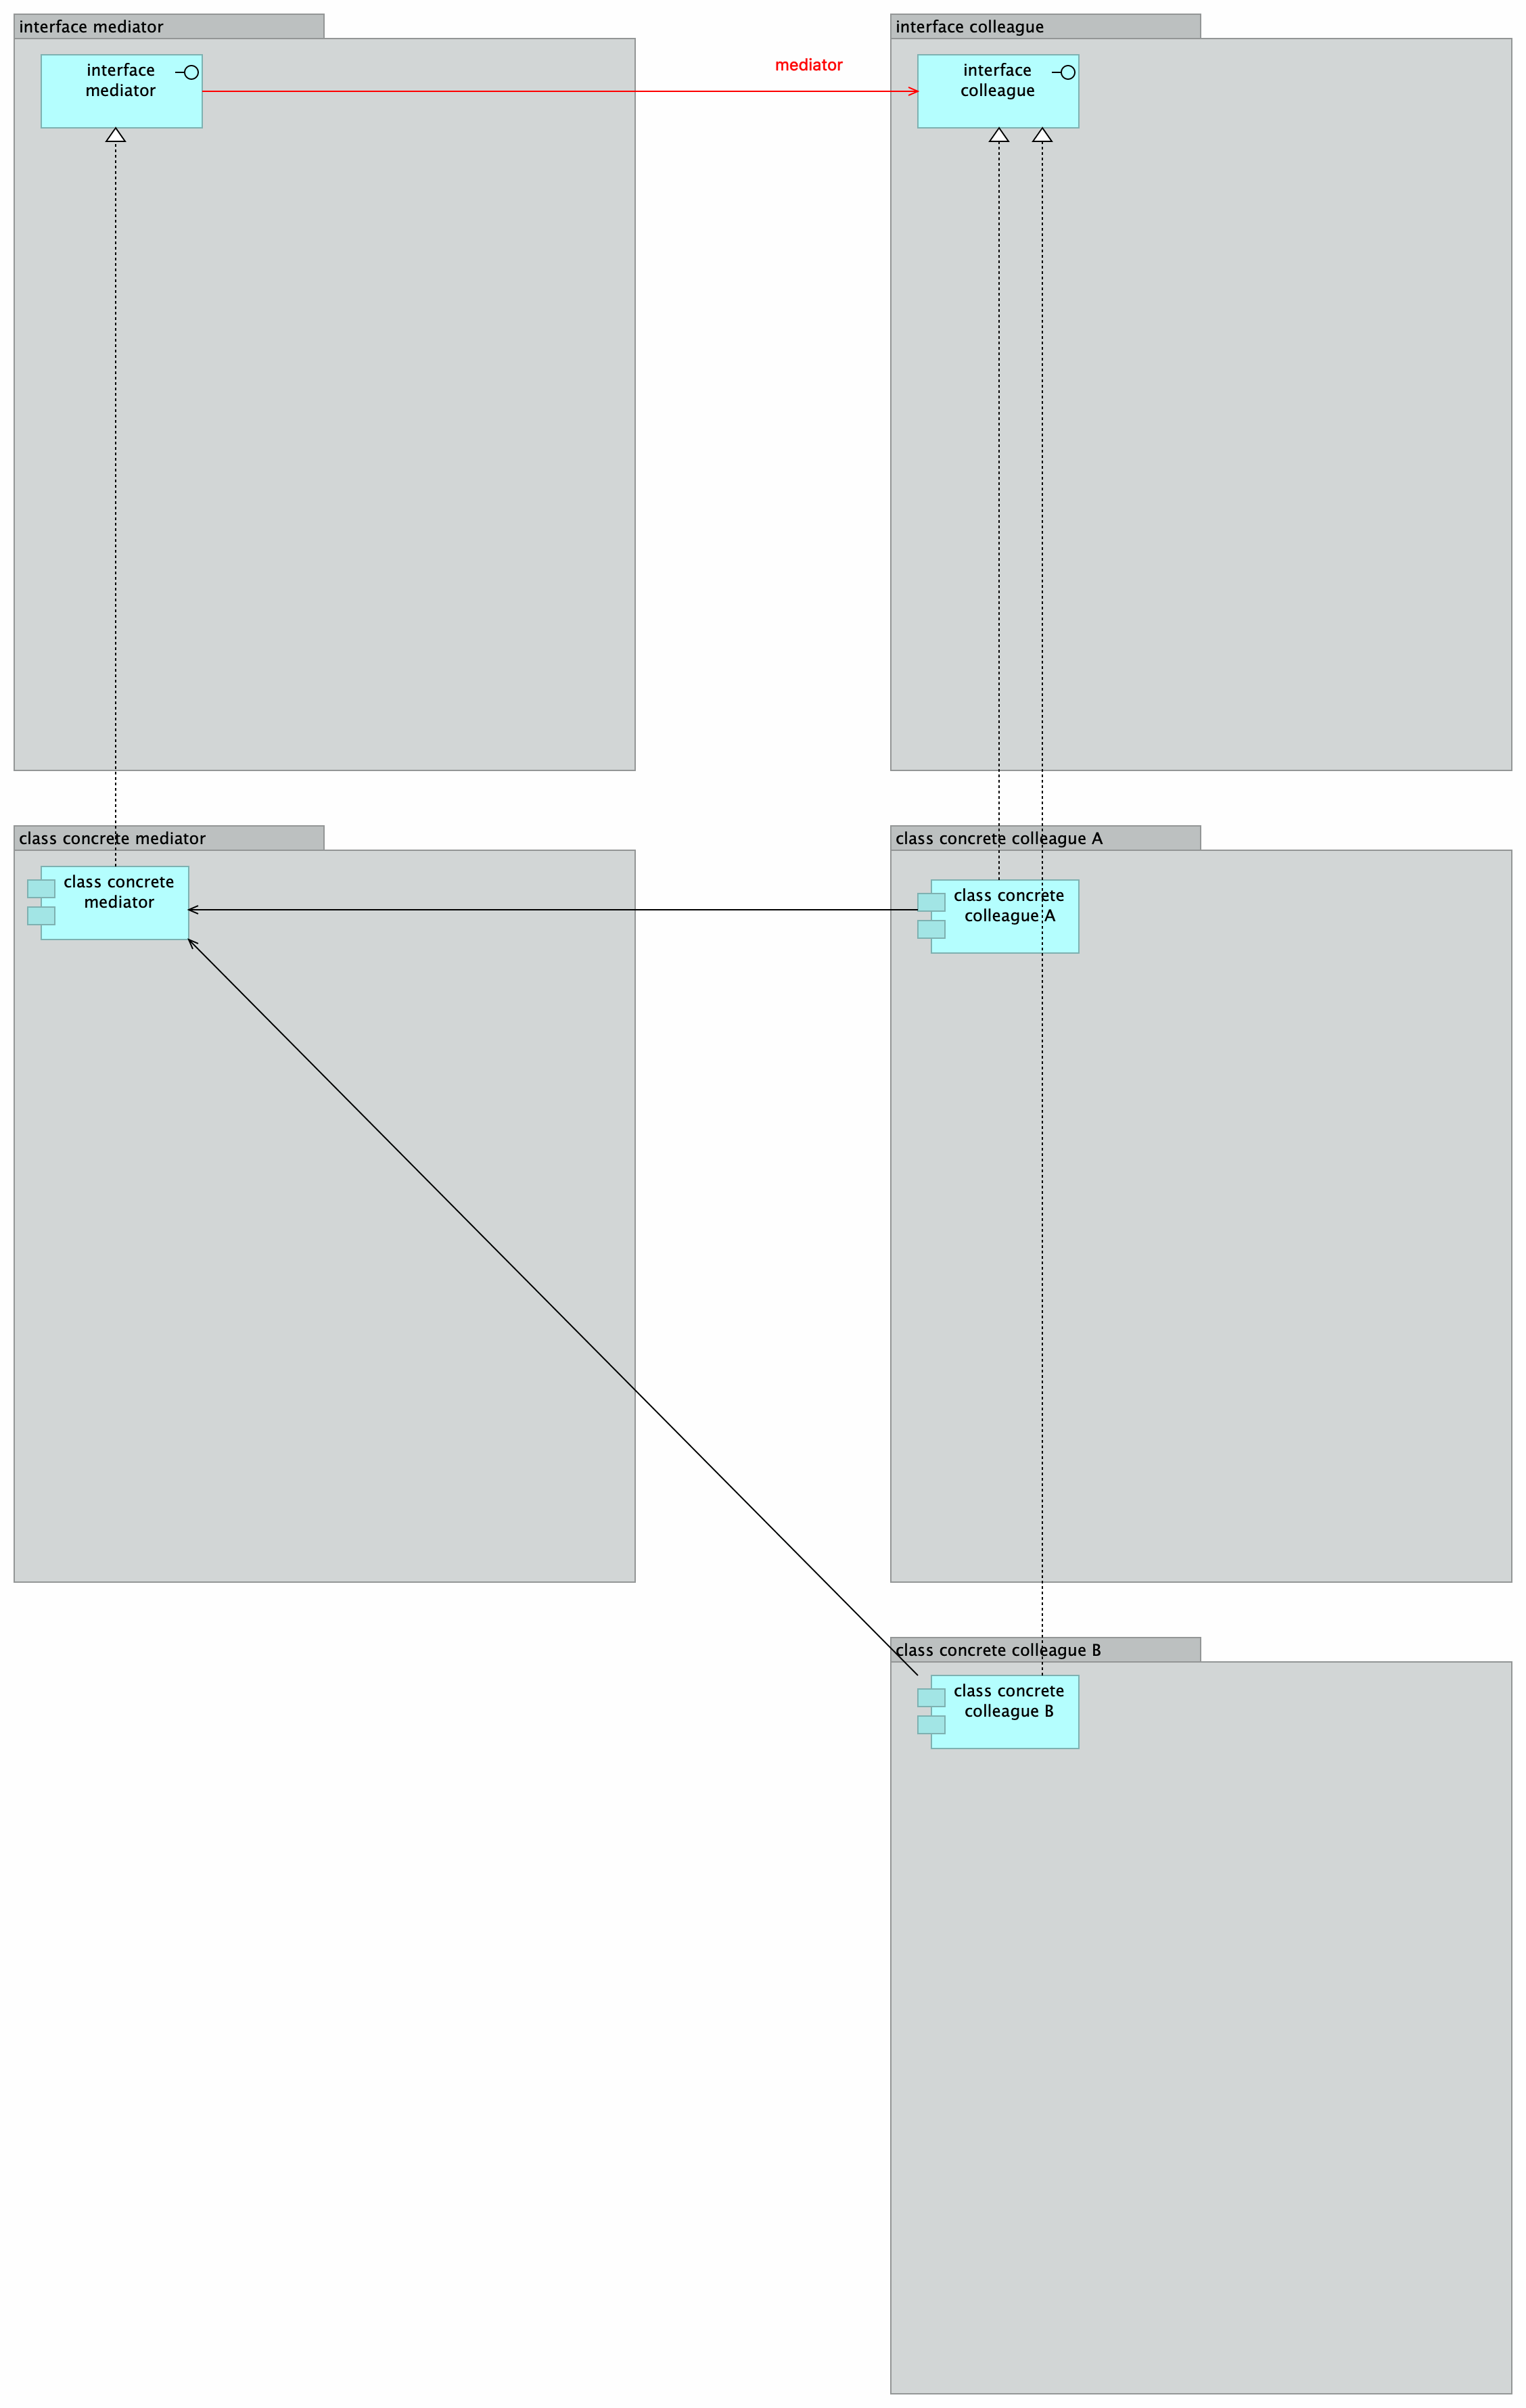 interface mediator
interface colleague
interface
mediator
mediator
interface
colleague
class concrete mediator
class concrete colleague A
class concrete
mediator
class concrete
colleague A
class concrete colleague B
class concrete
colleague B